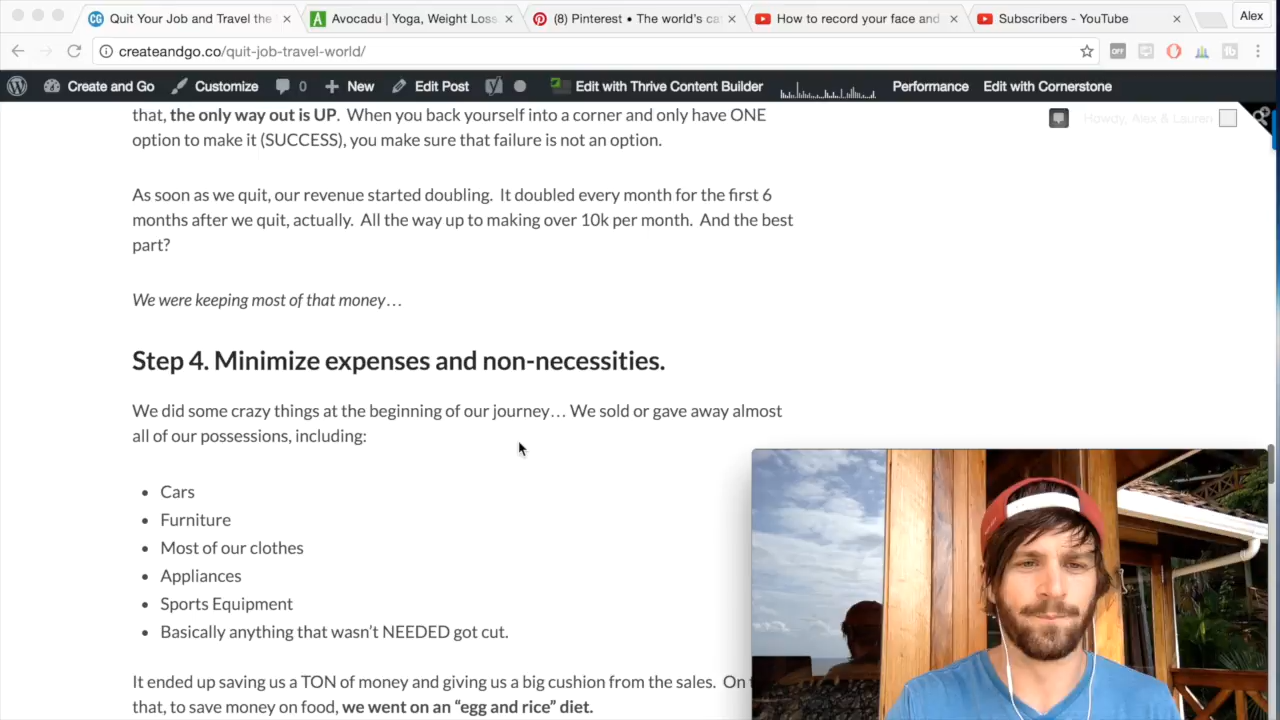 Quit Your Job and Travel the
Avocadu | Yoga, Weight Loss
(8) Pinterest • The world's ca
How to record your face and
Subscribers - YouTube
Alex
createandgo.co/quit-job-travel-world/
Create and Go
Customize
0
New
Edit Post
Edit with Thrive Content Builder
Performance
Edit with Cornerstone
Howdy, Alex & Lauren
that, the only way out is UP. When you back yourself into a corner and only have ONE
option to make it (SUCCESS), you make sure that failure is not an option.
As soon as we quit, our revenue started doubling. It doubled every month for the first 6
months after we quit, actually. All the way up to making over 10k per month. And the best
part?
We were keeping most of that money…
Step 4. Minimize expenses and non-necessities.
We did some crazy things at the beginning of our journey… We sold or gave away almost
all of our possessions, including:
• Cars
• Furniture
• Most of our clothes
• Appliances
• Sports Equipment
• Basically anything that wasn't NEEDED got cut.
It ended up saving us a TON of money and giving us a big cushion from the sales. On
that, to save money on food, we went on an “egg and rice” diet.